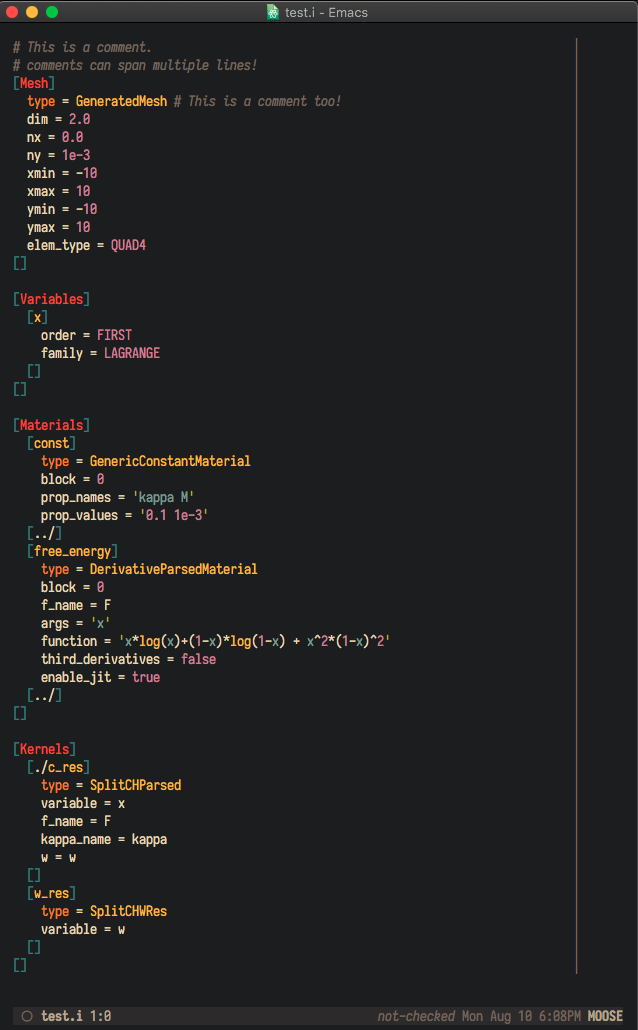 test.i - Emacs
# This is a comment.
# comments can span multiple lines!
[Mesh]
  type = GeneratedMesh # This is a comment too!
  dim = 2.0
  nx = 0.0
  ny = 1e-3
  xmin = -10
  xmax = 10
  ymin = -10
  ymax = 10
  elem_type = QUAD4
[]

[Variables]
  [x]
    order = FIRST
    family = LAGRANGE
  []
[]

[Materials]
  [const]
    type = GenericConstantMaterial
    block = 0
    prop_names = 'kappa M'
    prop_values = '0.1 1e-3'
  [../]
  [free_energy]
    type = DerivativeParsedMaterial
    block = 0
    f_name = F
    args = 'x'
    function = 'x*log(x)+(1-x)*log(1-x) + x^2*(1-x)^2'
    third_derivatives = false
    enable_jit = true
  [../]
[]

[Kernels]
  [./c_res]
    type = SplitCHParsed
    variable = x
    f_name = F
    kappa_name = kappa
    w = w
  []
  [w_res]
    type = SplitCHWRes
    variable = w
  []
[]
test.i 1:0 not-checked Mon Aug 10 6:08PM MOOSE